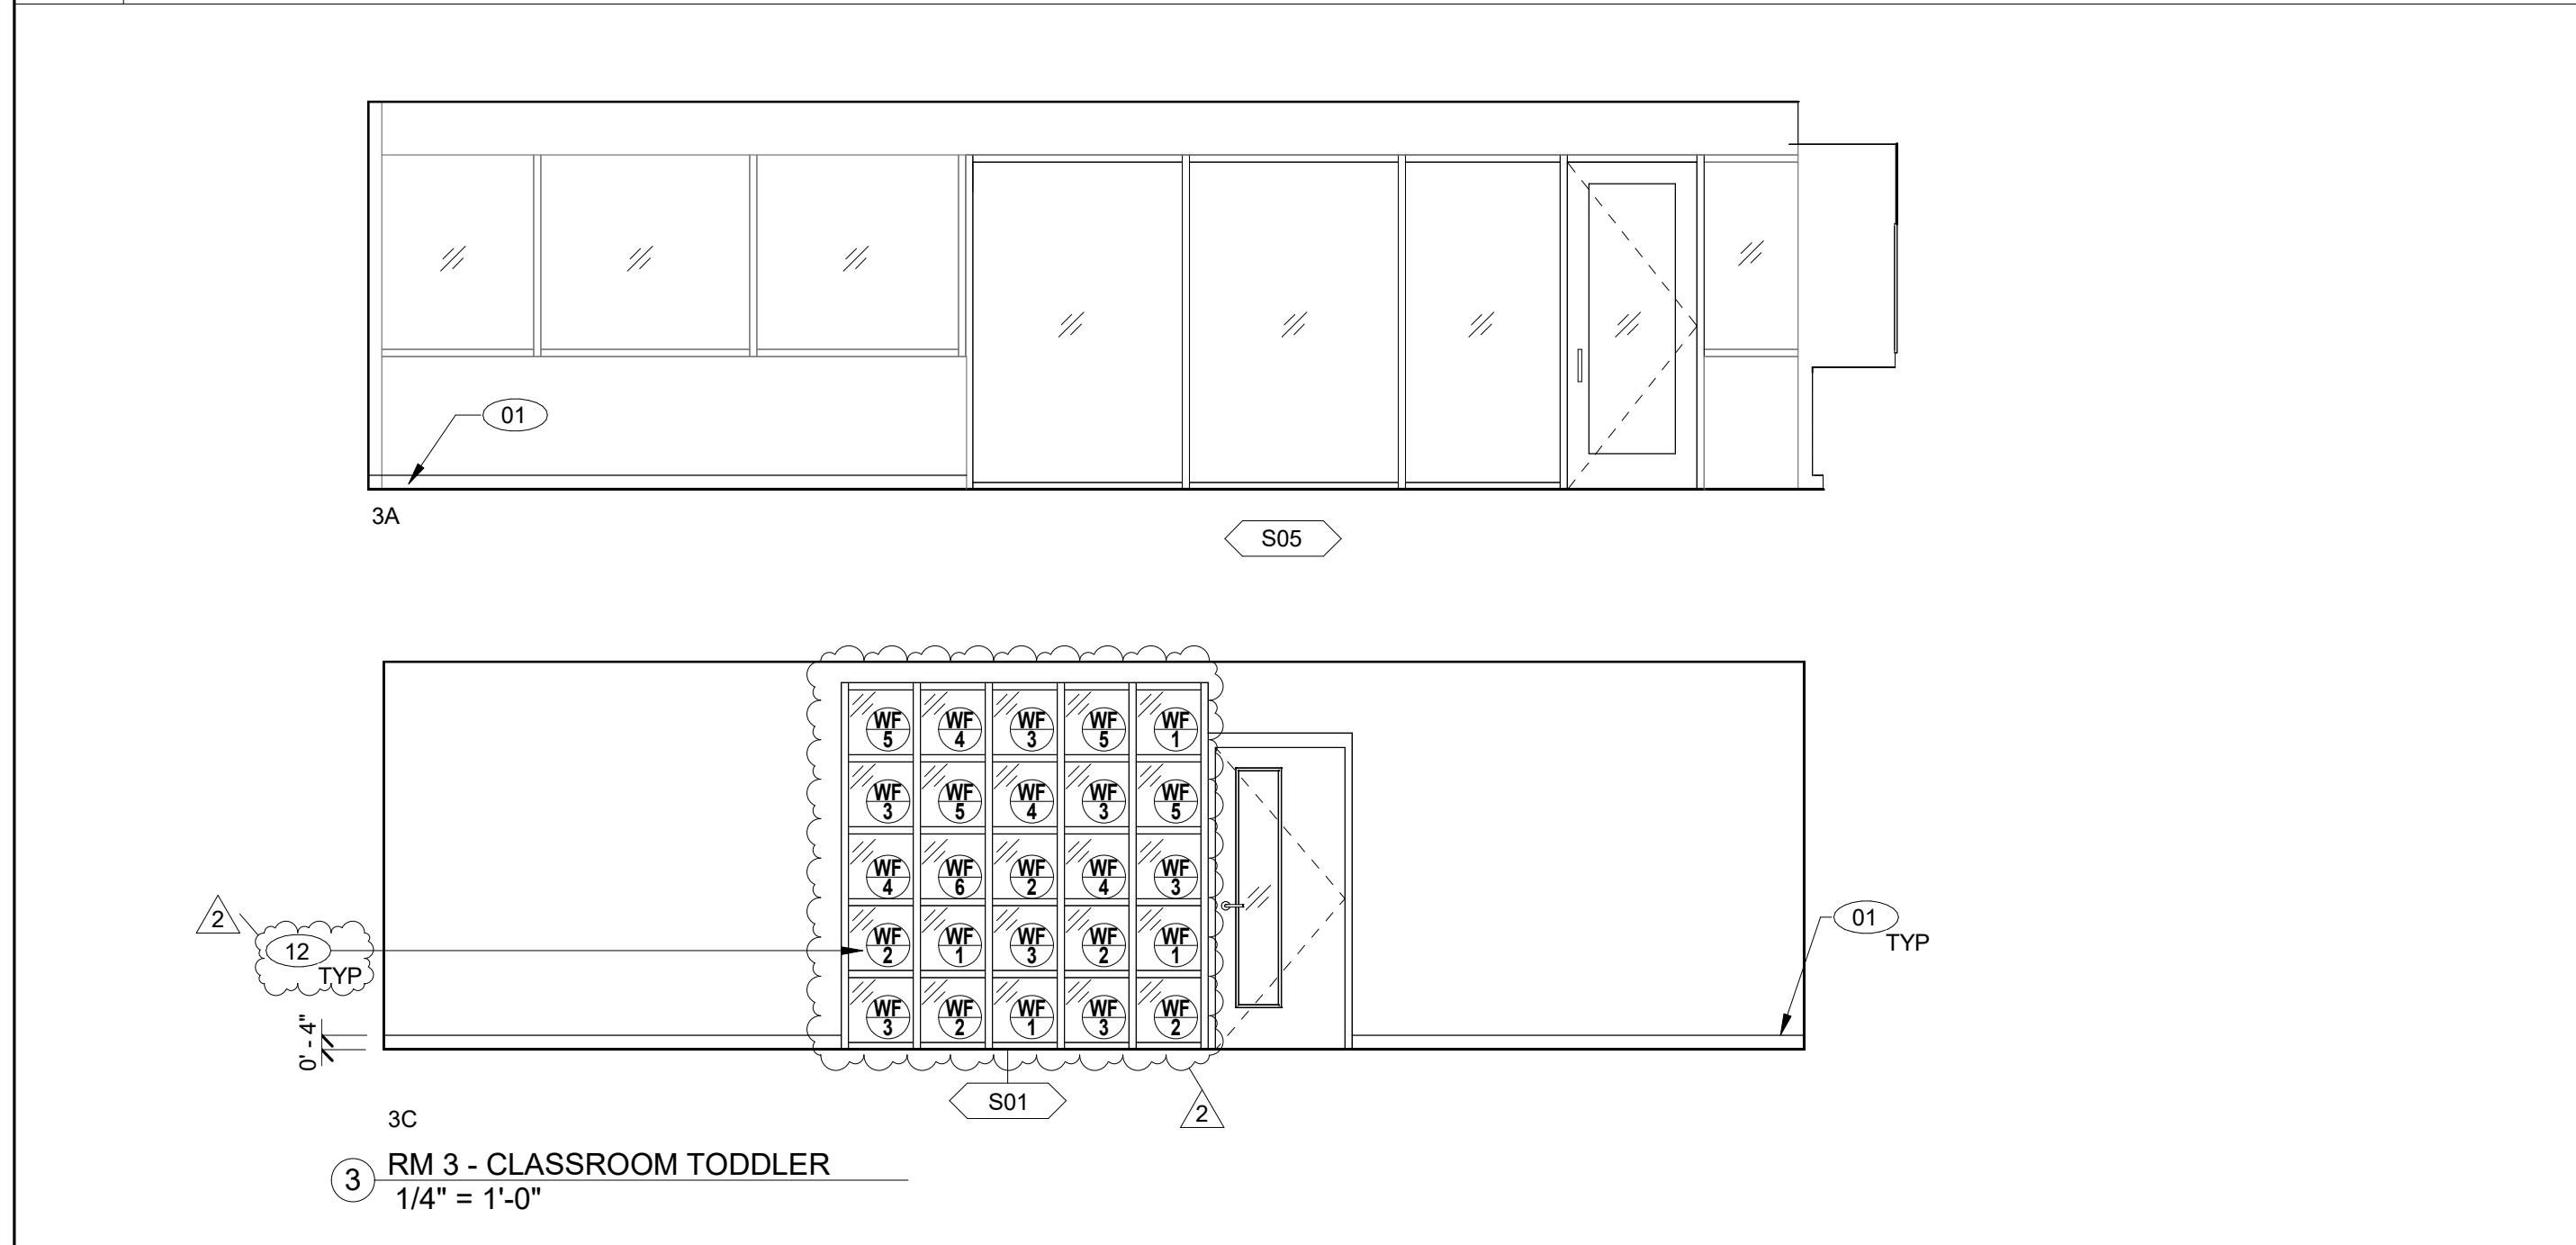 01
3A
S05
WF WF WF WF WF
5 4 3 5 1
WF WF WF WF WF
3 5 4 3 5
WF WF WF WF WF
4 6 2 4 3
2
01
TYP
12
TYP
WF WF WF WF WF
2 1 3 2 1
WF WF WF WF WF
3 2 1 3 2
0' - 4"
S01
2
3C
3
RM 3 - CLASSROOM TODDLER
1/4" = 1'-0"